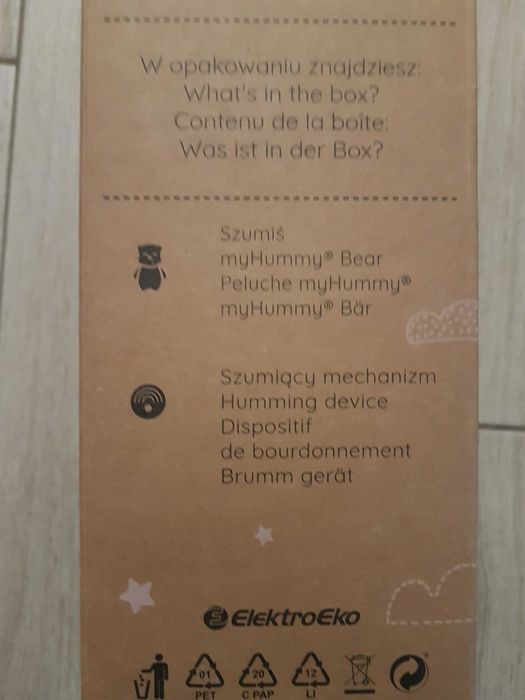 W opakowaniu znajdziesz:
What's in the box?
Contenu de la boîte:
Was ist in der Box?
Szumiś
myHummy® Bear
Peluche myHummy®
myHummy® Bär
Szumiący mechanizm
Humming device
Dispositif
de bourdonnement
Brumm gerät
ElektroEko
01 20 12
PET C PAP LI